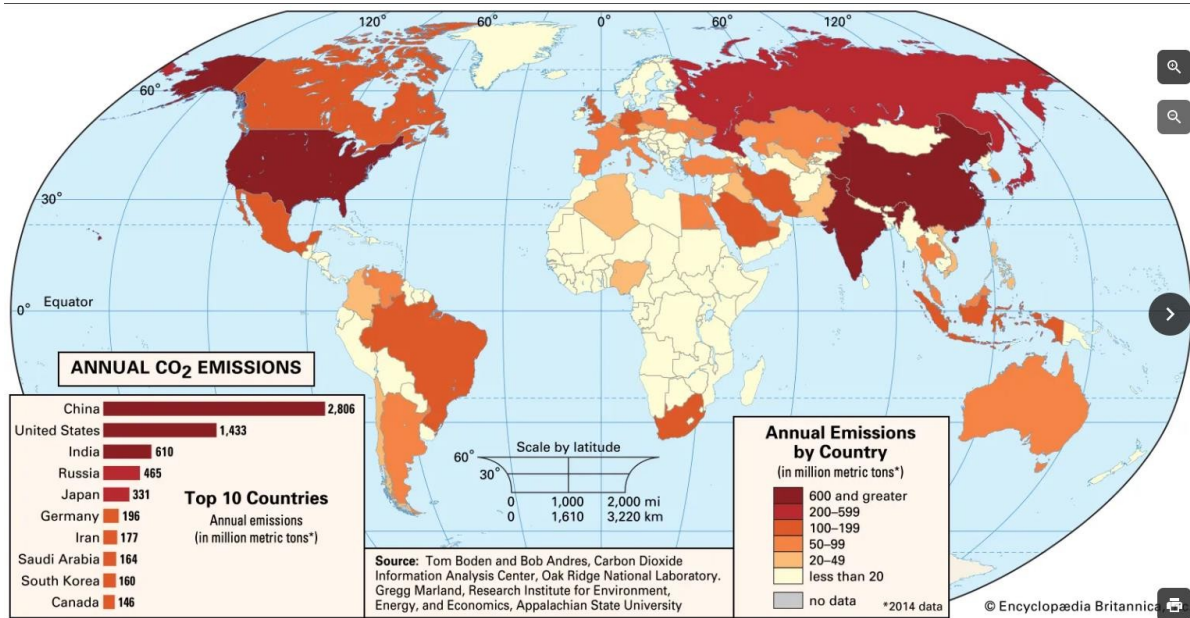 120°
60°
0°
60°
120°
60°
30°
0°
Equator
ANNUAL CO₂ EMISSIONS
China 2,806
United States 1,433
India 610
Russia 465
Japan 331
Germany 196
Iran 177
Saudi Arabia 164
South Korea 160
Canada 146
Top 10 Countries
Annual emissions
(in million metric tons*)
Scale by latitude
60°
30°
0 1,000 2,000 mi
0 1,610 3,220 km
Source: Tom Boden and Bob Andres, Carbon Dioxide
Information Analysis Center, Oak Ridge National Laboratory.
Gregg Marland, Research Institute for Environment,
Energy, and Economics, Appalachian State University
Annual Emissions
by Country
(in million metric tons*)
600 and greater
200–599
100–199
50–99
20–49
less than 20
no data
*2014 data
© Encyclopædia Britannica,